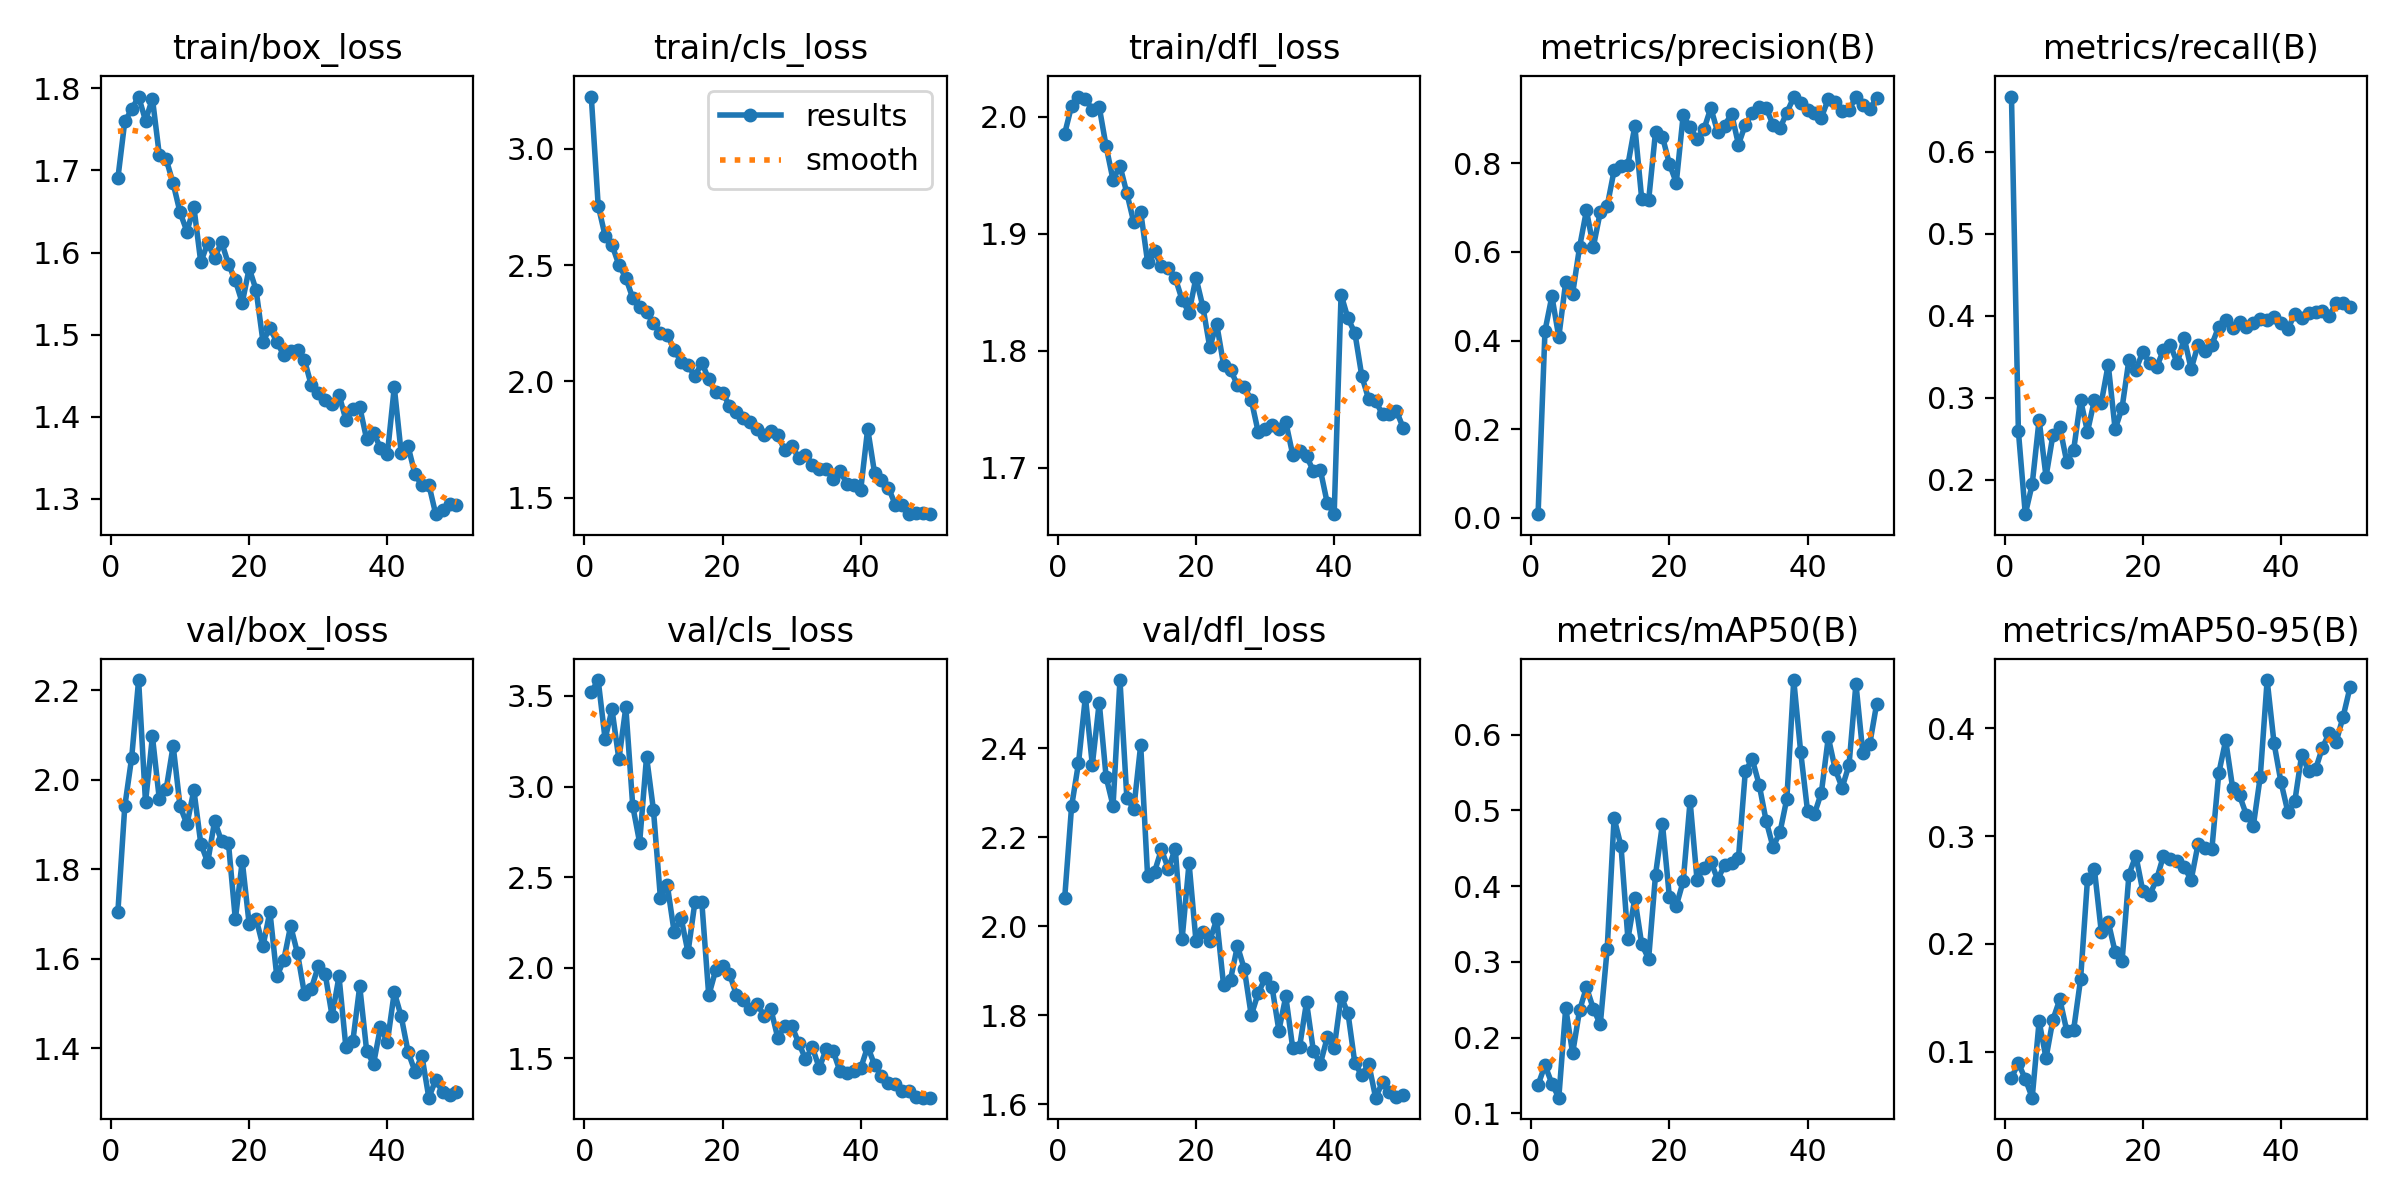 train/box_loss
train/cls_loss
train/dfl_loss
metrics/precision(B)
metrics/recall(B)
1.8
1.7
1.6
1.5
1.4
1.3
0 20 40
results
smooth
3.0
2.5
2.0
1.5
0 20 40
2.0
1.9
1.8
1.7
0 20 40
0.8
0.6
0.4
0.2
0.0
0 20 40
0.6
0.5
0.4
0.3
0.2
0 20 40
val/box_loss
val/cls_loss
val/dfl_loss
metrics/mAP50(B)
metrics/mAP50-95(B)
2.2
2.0
1.8
1.6
1.4
0 20 40
3.5
3.0
2.5
2.0
1.5
0 20 40
2.4
2.2
2.0
1.8
1.6
0 20 40
0.6
0.5
0.4
0.3
0.2
0.1
0 20 40
0.4
0.3
0.2
0.1
0 20 40